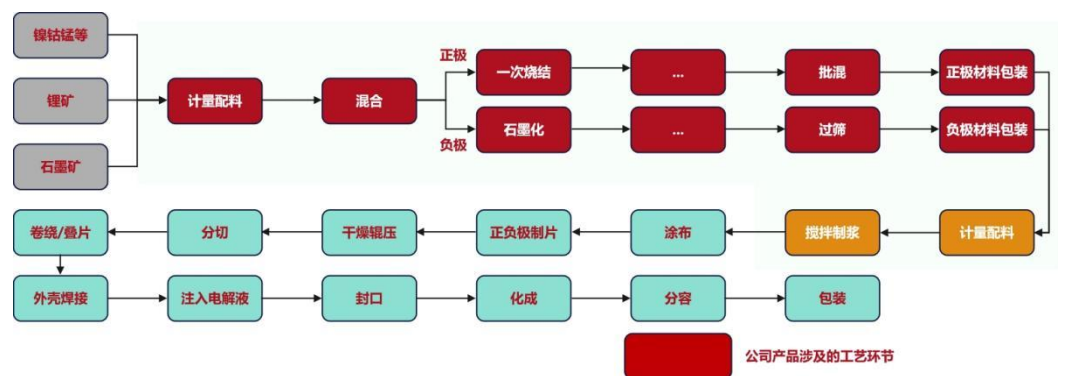 镍钴锰等
锂矿
石墨矿
计量配料
混合
正极
一次烧结
...
批混
正极材料包装
负极
石墨化
...
过筛
负极材料包装
卷绕/叠片
分切
干燥辊压
正负极制片
涂布
搅拌制浆
计量配料
外壳焊接
注入电解液
封口
化成
分容
包装
公司产品涉及的工艺环节